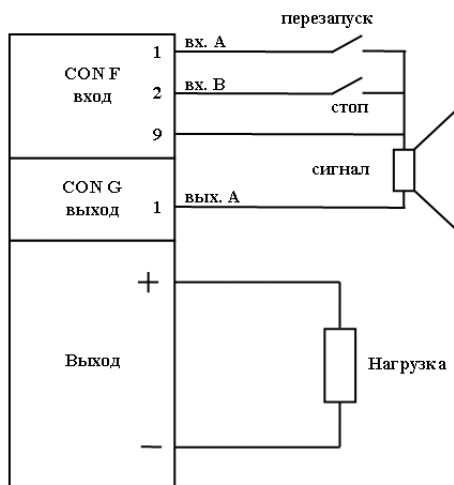 перезапуск
1 вх. А
CON F
вход
2 вх. В
стоп
9
CON G
выход
1 вых. А
сигнал
+
Выход
Нагрузка
−